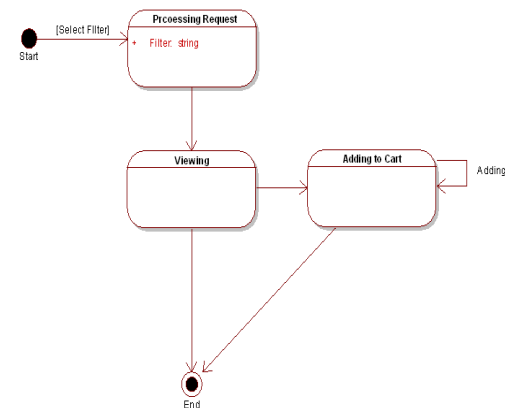 Prcoessing Request
[Select Filter]
+ Filter: string
Start
Viewing
Adding to Cart
Adding
End